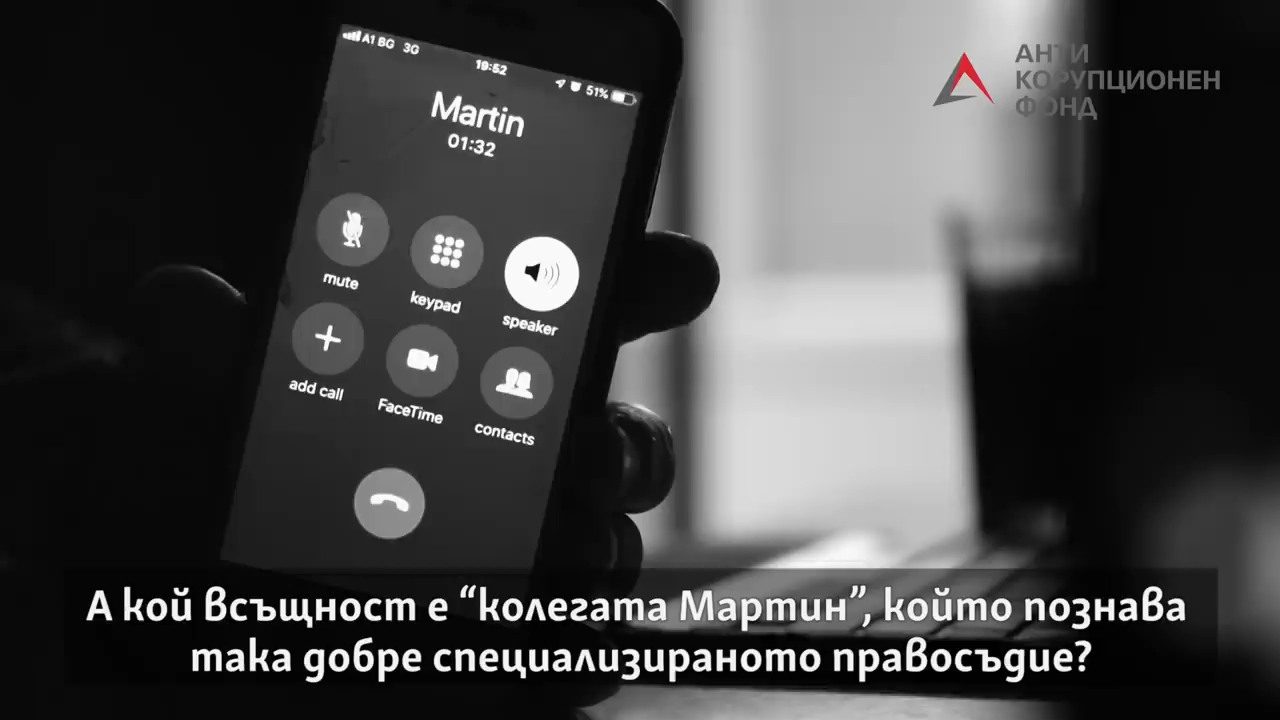 A1 BG 3G
19:52
51%
Martin
01:32
mute
keypad
speaker
add call
FaceTime
contacts
АНТИ
КОРУПЦИОНЕН
ФОНД
А кой всъщност е “колегата Мартин”, който познава
така добре специализираното правосъдие?